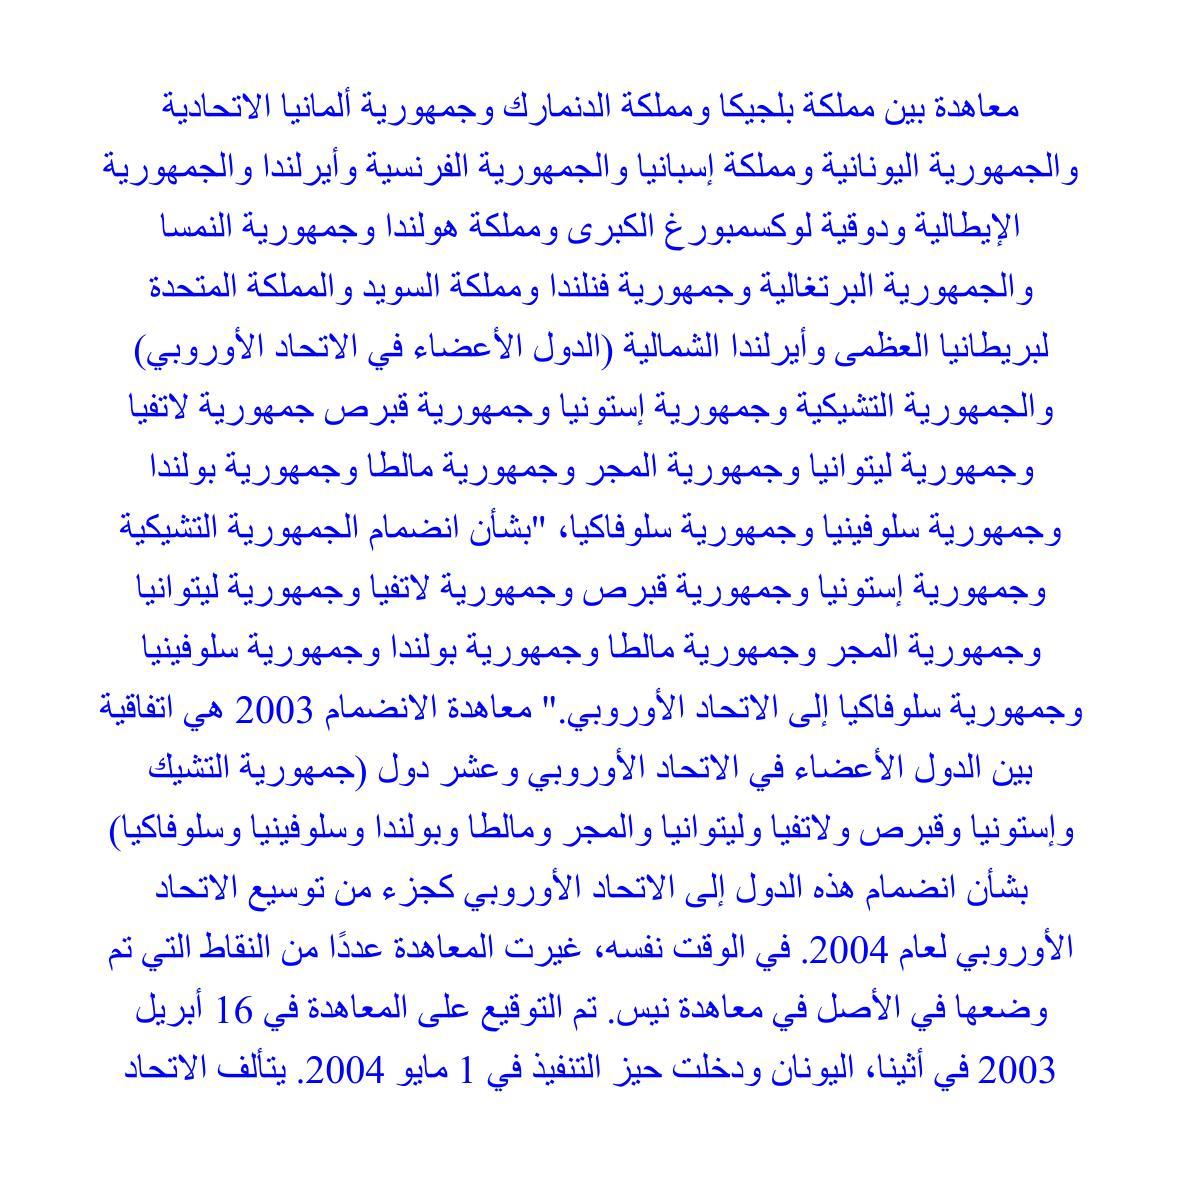 معاهدة بين مملكة بلجيكا ومملكة الدنمارك وجمهورية ألمانيا الاتحادية
والجمهورية اليونانية ومملكة إسبانيا والجمهورية الفرنسية وأيرلندا والجمهورية
الإيطالية ودوقية لوكسمبورغ الكبرى ومملكة هولندا وجمهورية النمسا
والجمهورية البرتغالية وجمهورية فنلندا ومملكة السويد والمملكة المتحدة
لبريطانيا العظمى وأيرلندا الشمالية (الدول الأعضاء في الاتحاد الأوروبي)
والجمهورية التشيكية وجمهورية إستونيا وجمهورية قبرص جمهورية لاتفيا
وجمهورية ليتوانيا وجمهورية المجر وجمهورية مالطا وجمهورية بولندا
وجمهورية سلوفينيا وجمهورية سلوفاكيا، "بشأن انضمام الجمهورية التشيكية
وجمهورية إستونيا وجمهورية قبرص وجمهورية لاتفيا وجمهورية ليتوانيا
وجمهورية المجر وجمهورية مالطا وجمهورية بولندا وجمهورية سلوفينيا
وجمهورية سلوفاكيا إلى الاتحاد الأوروبي." معاهدة الانضمام 2003 هي اتفاقية
بين الدول الأعضاء في الاتحاد الأوروبي وعشر دول (جمهورية التشيك
وإستونيا وقبرص ولاتفيا وليتوانيا والمجر ومالطا وبولندا وسلوفينيا وسلوفاكيا)
بشأن انضمام هذه الدول إلى الاتحاد الأوروبي كجزء من توسيع الاتحاد
الأوروبي لعام 2004. في الوقت نفسه، غيرت المعاهدة عددًا من النقاط التي تم
وضعها في الأصل في معاهدة نيس. تم التوقيع على المعاهدة في 16 أبريل
2003 في أثينا، اليونان ودخلت حيز التنفيذ في 1 مايو 2004. يتألف الاتحاد